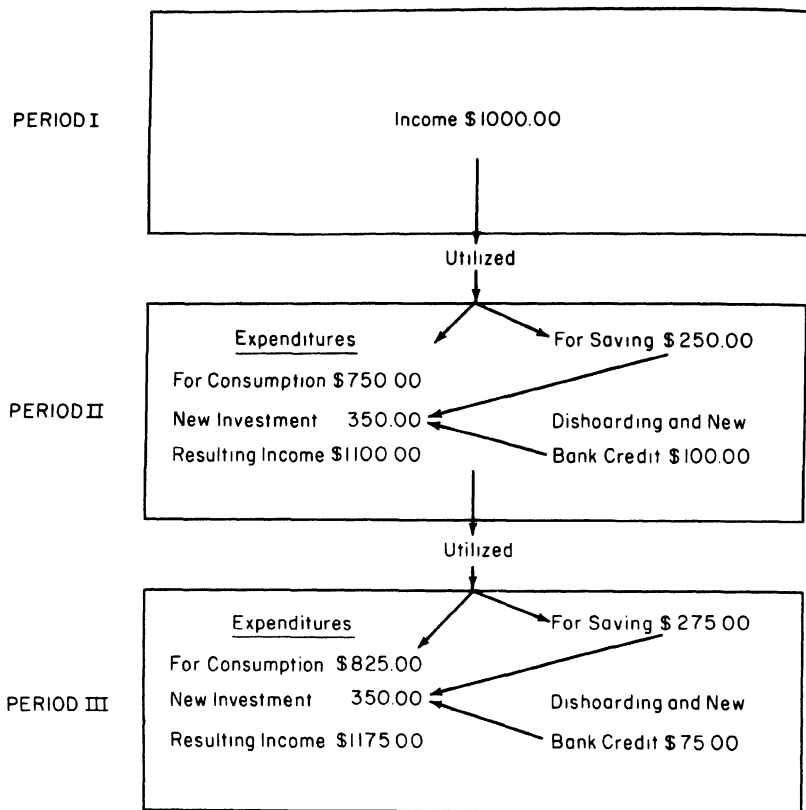 PERIOD I
Income $1000.00
Utilized
PERIOD II
Expenditures
For Saving $250.00
For Consumption $750 00
New Investment 350.00
Dishoarding and New
Resulting Income $1100 00
Bank Credit $100.00
Utilized
PERIOD III
Expenditures
For Saving $275 00
For Consumption $825.00
New Investment 350.00
Dishoarding and New
Resulting Income $1175 00
Bank Credit $75 00